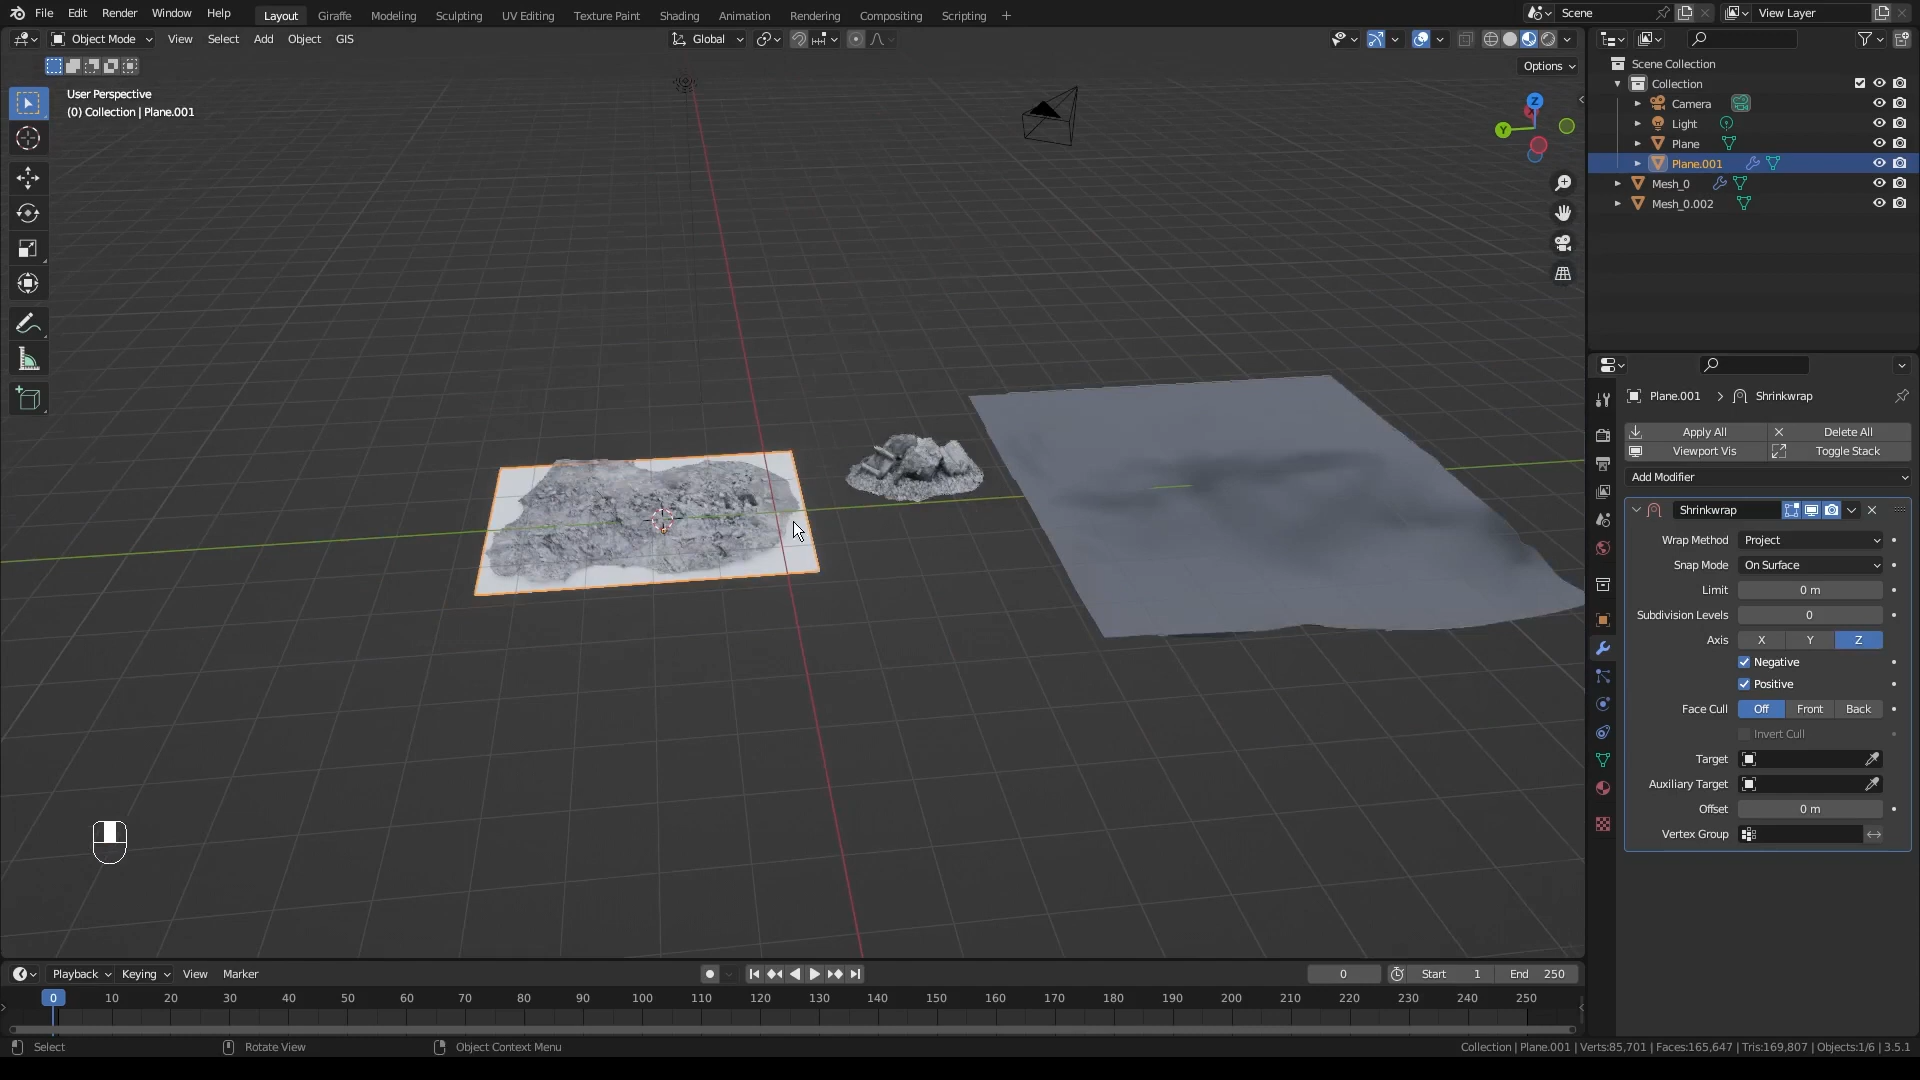 File Edit Render Window Help Layout Giraffe Modeling Sculpting UV Editing Texture Paint Shading Animation Rendering Compositing Scripting + Scene View Layer
Object Mode View Select Add Object GIS Global
Options
User Perspective
(0) Collection | Plane.001
Z
Y
Scene Collection
Collection
Camera
Light
Plane
Plane.001
Mesh_0
Mesh_0.002
Plane.001 > Shrinkwrap
Apply All Delete All
Viewport Vis Toggle Stack
Add Modifier
Shrinkwrap
Wrap Method Project
Snap Mode On Surface
Limit 0 m
Subdivision Levels 0
Axis X Y Z
Negative
Positive
Face Cull Off Front Back
Invert Cull
Target
Auxiliary Target
Offset 0 m
Vertex Group
Playback Keying View Marker 0 Start 1 End 250
0 10 20 30 40 50 60 70 80 90 100 110 120 130 140 150 160 170 180 190 200 210 220 230 240 250
Select Rotate View Object Context Menu Collection | Plane.001 | Verts:85,701 | Faces:165,647 | Tris:169,807 | Objects:1/6 | 3.5.1